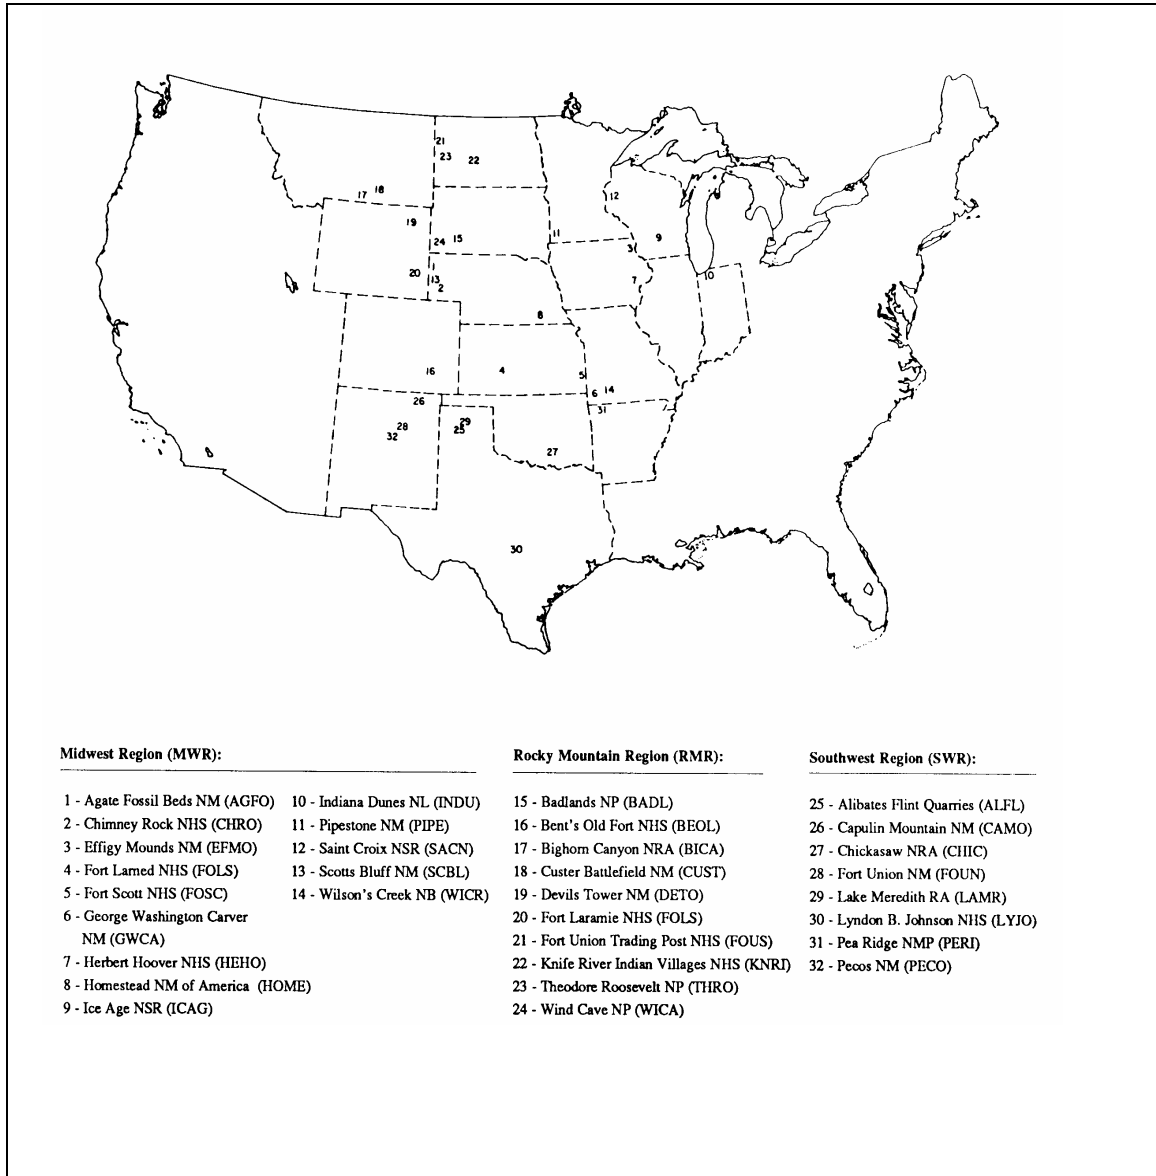 21
23 22
17 18
12
19
24 15
11
3
9
20
1
13
2
7
10
8
16
4
5
6 14
26
31
28
32
29
25
27
30
Midwest Region (MWR):
1 - Agate Fossil Beds NM (AGFO)
2 - Chimney Rock NHS (CHRO)
3 - Effigy Mounds NM (EFMO)
4 - Fort Larned NHS (FOLS)
5 - Fort Scott NHS (FOSC)
6 - George Washington Carver
NM (GWCA)
7 - Herbert Hoover NHS (HEHO)
8 - Homestead NM of America (HOME)
9 - Ice Age NSR (ICAG)
10 - Indiana Dunes NL (INDU)
11 - Pipestone NM (PIPE)
12 - Saint Croix NSR (SACN)
13 - Scotts Bluff NM (SCBL)
14 - Wilson's Creek NB (WICR)
Rocky Mountain Region (RMR):
15 - Badlands NP (BADL)
16 - Bent's Old Fort NHS (BEOL)
17 - Bighorn Canyon NRA (BICA)
18 - Custer Battlefield NM (CUST)
19 - Devils Tower NM (DETO)
20 - Fort Laramie NHS (FOLS)
21 - Fort Union Trading Post NHS (FOUS)
22 - Knife River Indian Villages NHS (KNRI)
23 - Theodore Roosevelt NP (THRO)
24 - Wind Cave NP (WICA)
Southwest Region (SWR):
25 - Alibates Flint Quarries (ALFL)
26 - Capulin Mountain NM (CAMO)
27 - Chickasaw NRA (CHIC)
28 - Fort Union NM (FOUN)
29 - Lake Meredith RA (LAMR)
30 - Lyndon B. Johnson NHS (LYJO)
31 - Pea Ridge NMP (PERI)
32 - Pecos NM (PECO)